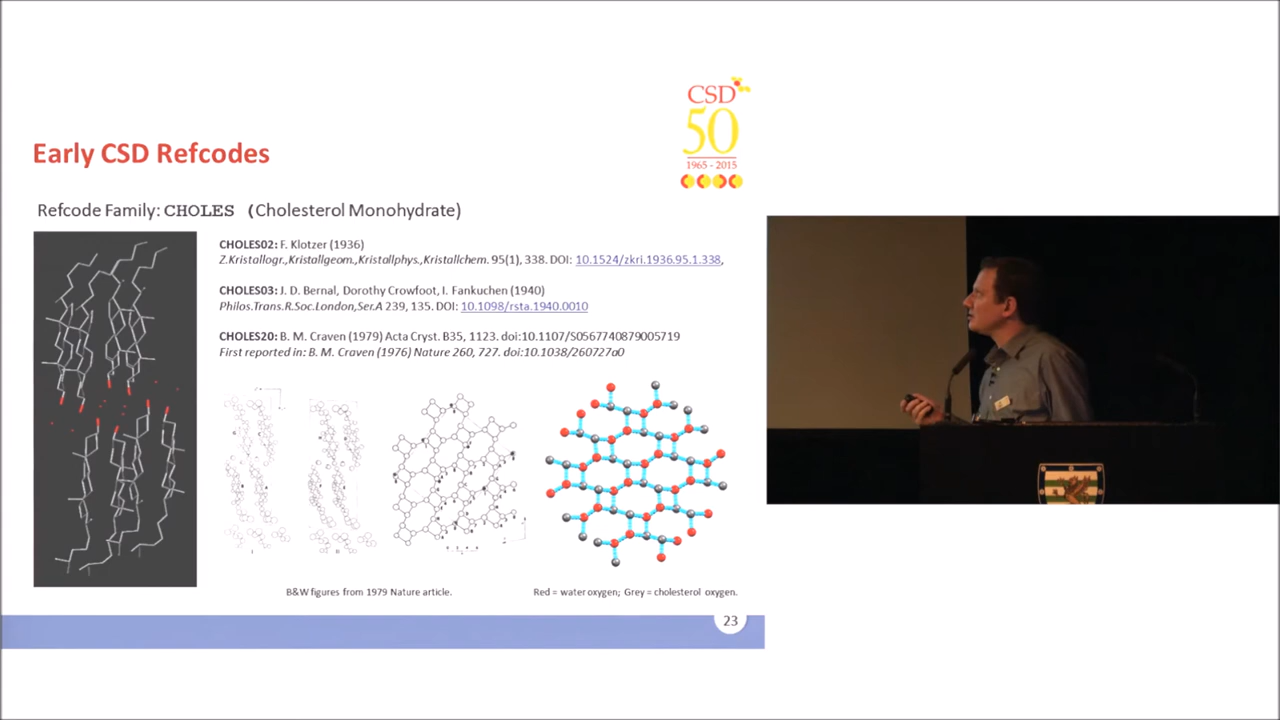 CSD
50
1965 - 2015
Early CSD Refcodes
Refcode Family: CHOLES (Cholesterol Monohydrate)
CHOLES02: F. Klotzer (1936)
Z.Kristallogr.,Kristallgeom.,Kristallphys.,Kristallchem. 95(1), 338. DOI: 10.1524/zkri.1936.95.1.338,
CHOLES03: J. D. Bernal, Dorothy Crowfoot, I. Fankuchen (1940)
Philos.Trans.R.Soc.London,Ser.A 239, 135. DOI: 10.1098/rsta.1940.0010
CHOLES20: B. M. Craven (1979) Acta Cryst. B35, 1123. doi:10.1107/S0567740879005719
First reported in: B. M. Craven (1976) Nature 260, 727. doi:10.1038/260727a0
B&W figures from 1979 Nature article.
Red = water oxygen; Grey = cholesterol oxygen.
23